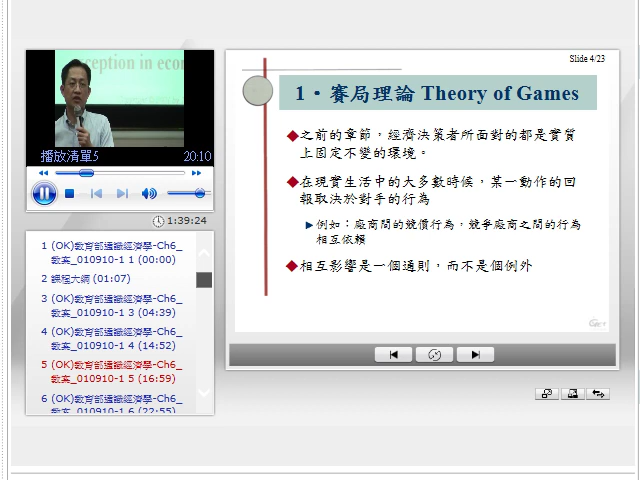 ception in econ
播放清單5
20:10
1:39:24
1 (OK)教育部通識經濟學-Ch6_
教案_010910-1 1 (00:00)
2 課程大綱 (01:07)
3 (OK)教育部通識經濟學-Ch6_
教案_010910-1 3 (04:39)
4 (OK)教育部通識經濟學-Ch6_
教案_010910-1 4 (14:52)
5 (OK)教育部通識經濟學-Ch6_
教案_010910-1 5 (16:59)
6 (OK)教育部通識經濟學-Ch6_
教案_010910-1 6 (22:55)
Slide 4/23
1‧賽局理論 Theory of Games
之前的章節，經濟決策者所面對的都是實質
上固定不變的環境。
在現實生活中的大多數時候，某一動作的回
報取決於對手的行為
例如：廠商間的競價行為，競爭廠商之間的行為
相互依賴
相互影響是一個通則，而不是個例外